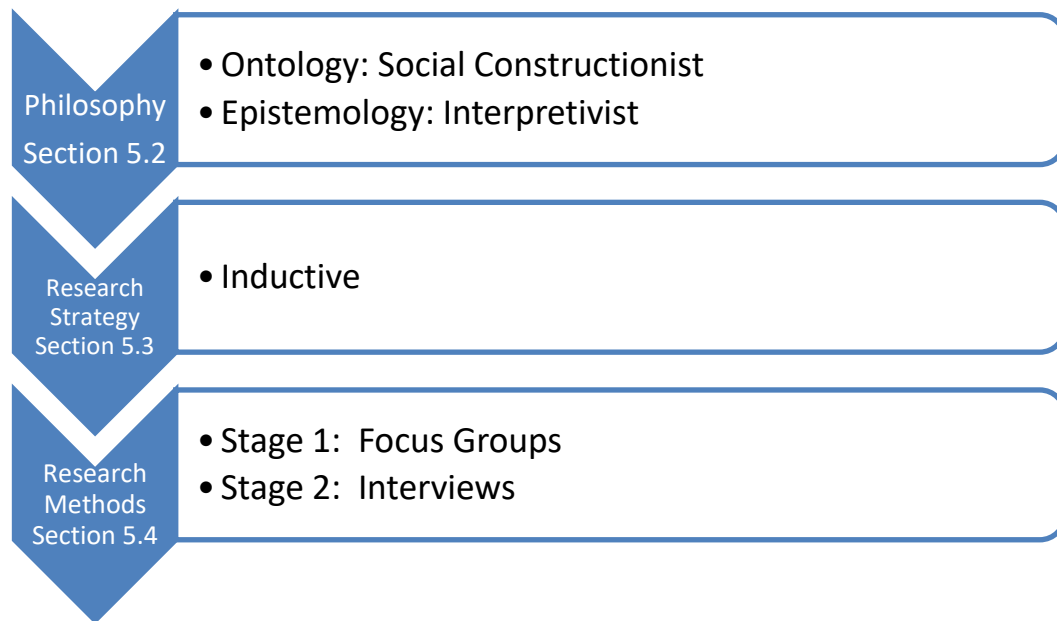 Philosophy
Section 5.2
• Ontology: Social Constructionist
• Epistemology: Interpretivist
Research
Strategy
Section 5.3
• Inductive
Research
Methods
Section 5.4
• Stage 1:  Focus Groups
• Stage 2:  Interviews